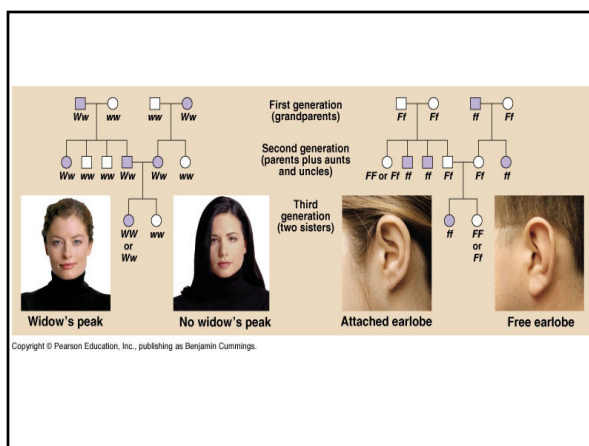 Ww ww ww Ww
First generation
(grandparents)
Ff Ff ff Ff
Ww ww ww Ww Ww ww
Second generation
(parents plus aunts
and uncles)
FF or Ff ff ff Ff Ff ff
WW
or
Ww
ww
Third
generation
(two sisters)
ff
FF
or
Ff
Widow's peak
No widow's peak
Attached earlobe
Free earlobe
Copyright © Pearson Education, Inc., publishing as Benjamin Cummings.